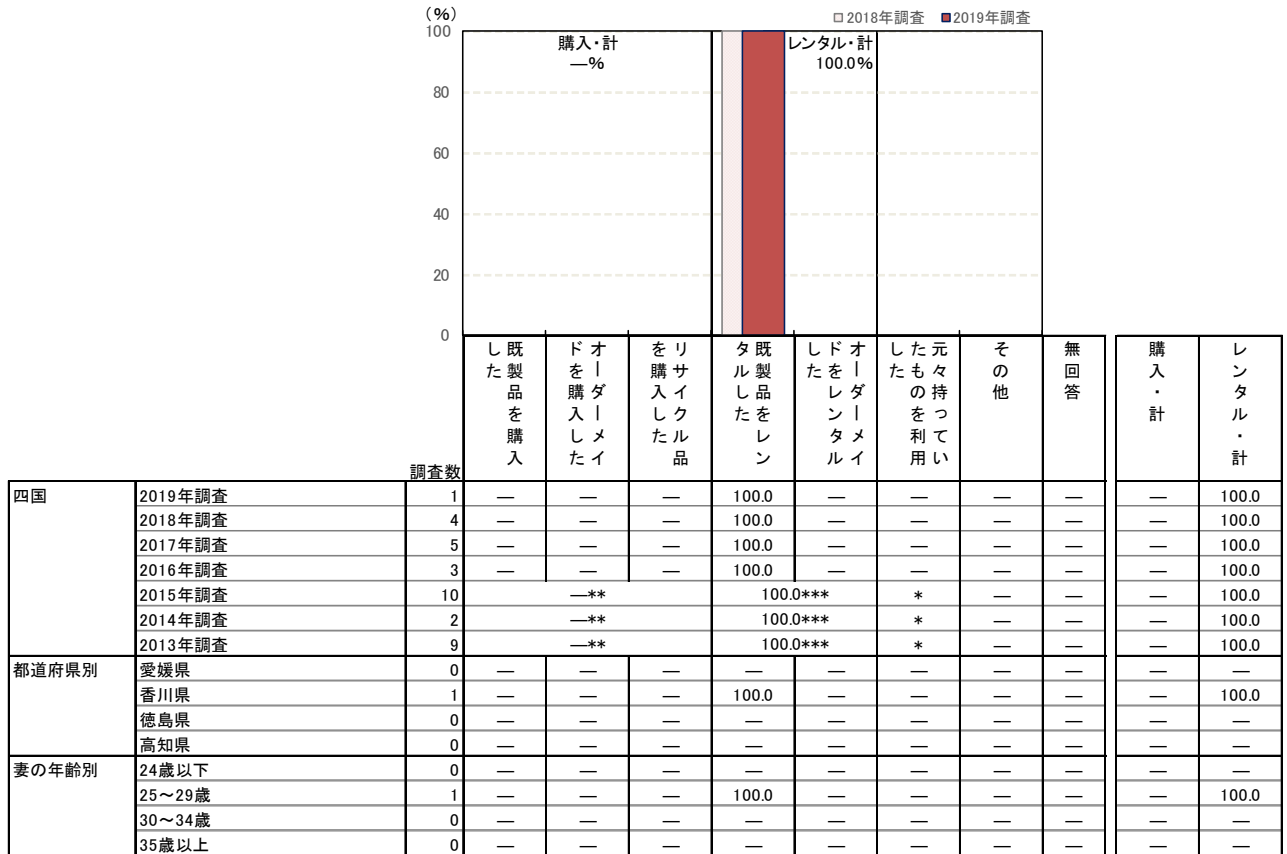 (%)
□2018年調査 ■2019年調査
100
80
60
40
20
0
購入・計
—%
レンタル・計
100.0%
調査数
既製品を購入した
オーダーメイドを購入した
リサイクル品を購入した
既製品をレンタルした
オーダーメイドをレンタルした
元々持っていたものを利用した
その他
無回答
購入・計
レンタル・計
四国 2019年調査 1 — — — 100.0 — — — — — 100.0
2018年調査 4 — — — 100.0 — — — — — 100.0
2017年調査 5 — — — 100.0 — — — — — 100.0
2016年調査 3 — — — 100.0 — — — — — 100.0
2015年調査 10 —** 100.0*** * — — — 100.0
2014年調査 2 —** 100.0*** * — — — 100.0
2013年調査 9 —** 100.0*** * — — — 100.0
都道府県別 愛媛県 0 — — — — — — — — — —
香川県 1 — — — 100.0 — — — — — 100.0
徳島県 0 — — — — — — — — — —
高知県 0 — — — — — — — — — —
妻の年齢別 24歳以下 0 — — — — — — — — — —
25～29歳 1 — — — 100.0 — — — — — 100.0
30～34歳 0 — — — — — — — — — —
35歳以上 0 — — — — — — — — — —